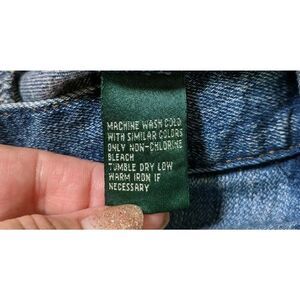 MACHINE WASH COLD
WITH SIMILAR COLORS
ONLY NON-CHLORINE
BLEACH
TUMBLE DRY LOW
WARM IRON IF
NECESSARY